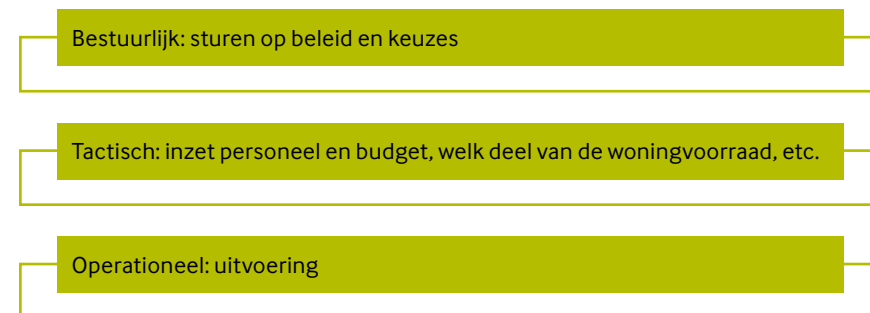 Bestuurlijk: sturen op beleid en keuzes
Tactisch: inzet personeel en budget, welk deel van de woningvoorraad, etc.
Operationeel: uitvoering